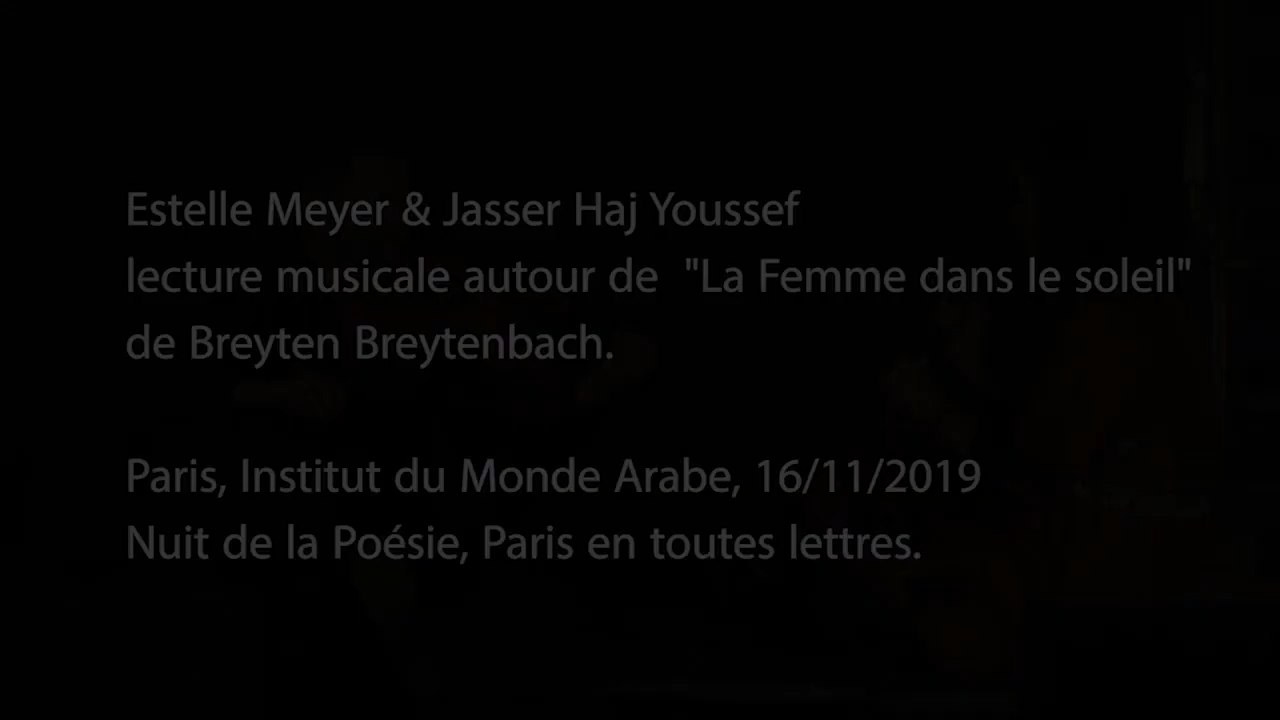 Estelle Meyer & Jasser Haj Youssef
lecture musicale autour de "La Femme dans le soleil"
de Breyten Breytenbach.
Paris, Institut du Monde Arabe, 16/11/2019
Nuit de la Poésie, Paris en toutes lettres.